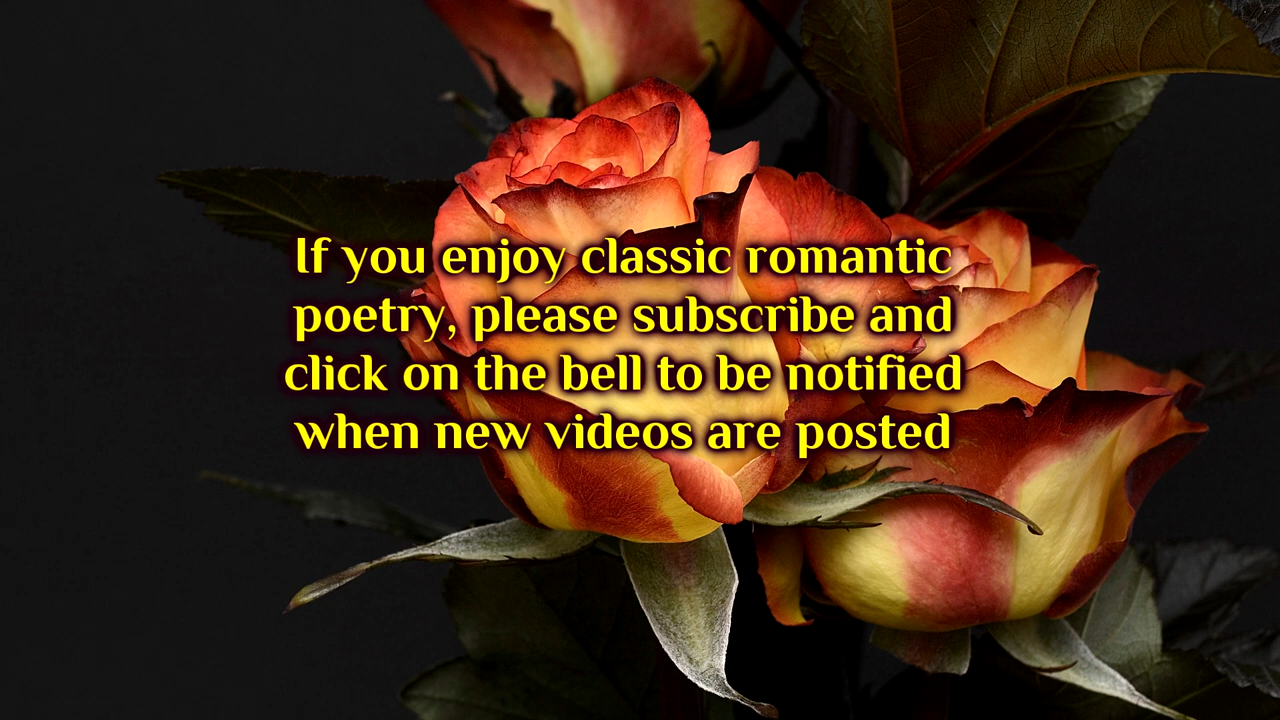 If you enjoy classic romantic
poetry, please subscribe and
click on the bell to be notified
when new videos are posted